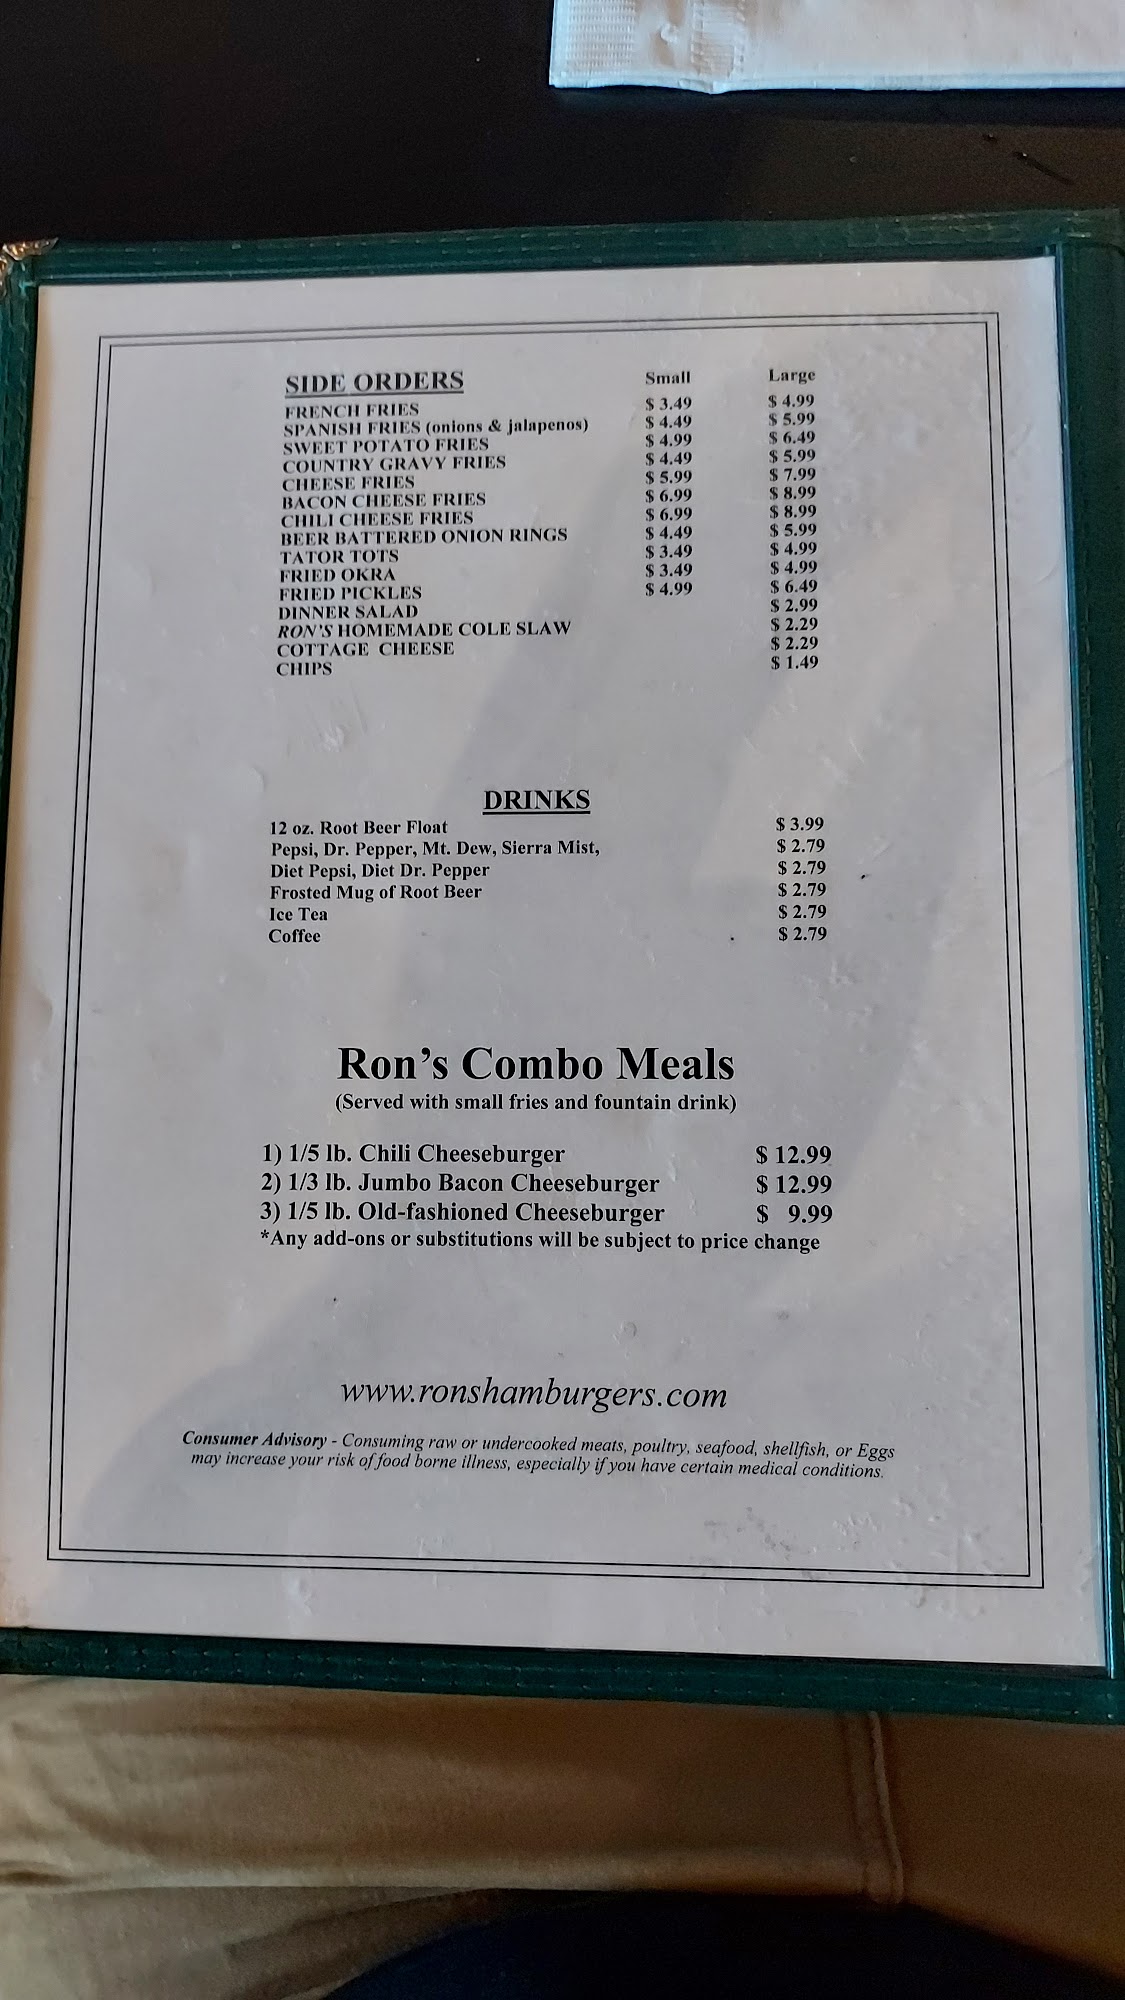 SIDE ORDERS Small Large
FRENCH FRIES $ 3.49 $ 4.99
SPANISH FRIES (onions & jalapenos) $ 4.49 $ 5.99
SWEET POTATO FRIES $ 4.99 $ 6.49
COUNTRY GRAVY FRIES $ 4.49 $ 5.99
CHEESE FRIES $ 5.99 $ 7.99
BACON CHEESE FRIES $ 6.99 $ 8.99
CHILI CHEESE FRIES $ 6.99 $ 8.99
BEER BATTERED ONION RINGS $ 4.49 $ 5.99
TATOR TOTS $ 3.49 $ 4.99
FRIED OKRA $ 3.49 $ 4.99
FRIED PICKLES $ 4.99 $ 6.49
DINNER SALAD $ 2.99
RON'S HOMEMADE COLE SLAW $ 2.29
COTTAGE CHEESE $ 2.29
CHIPS $ 1.49
DRINKS
12 oz. Root Beer Float $ 3.99
Pepsi, Dr. Pepper, Mt. Dew, Sierra Mist, $ 2.79
Diet Pepsi, Diet Dr. Pepper $ 2.79
Frosted Mug of Root Beer $ 2.79
Ice Tea $ 2.79
Coffee $ 2.79
Ron's Combo Meals
(Served with small fries and fountain drink)
1) 1/5 lb. Chili Cheeseburger $ 12.99
2) 1/3 lb. Jumbo Bacon Cheeseburger $ 12.99
3) 1/5 lb. Old-fashioned Cheeseburger $ 9.99
*Any add-ons or substitutions will be subject to price change
www.ronshamburgers.com
Consumer Advisory - Consuming raw or undercooked meats, poultry, seafood, shellfish, or Eggs
may increase your risk of food borne illness, especially if you have certain medical conditions.